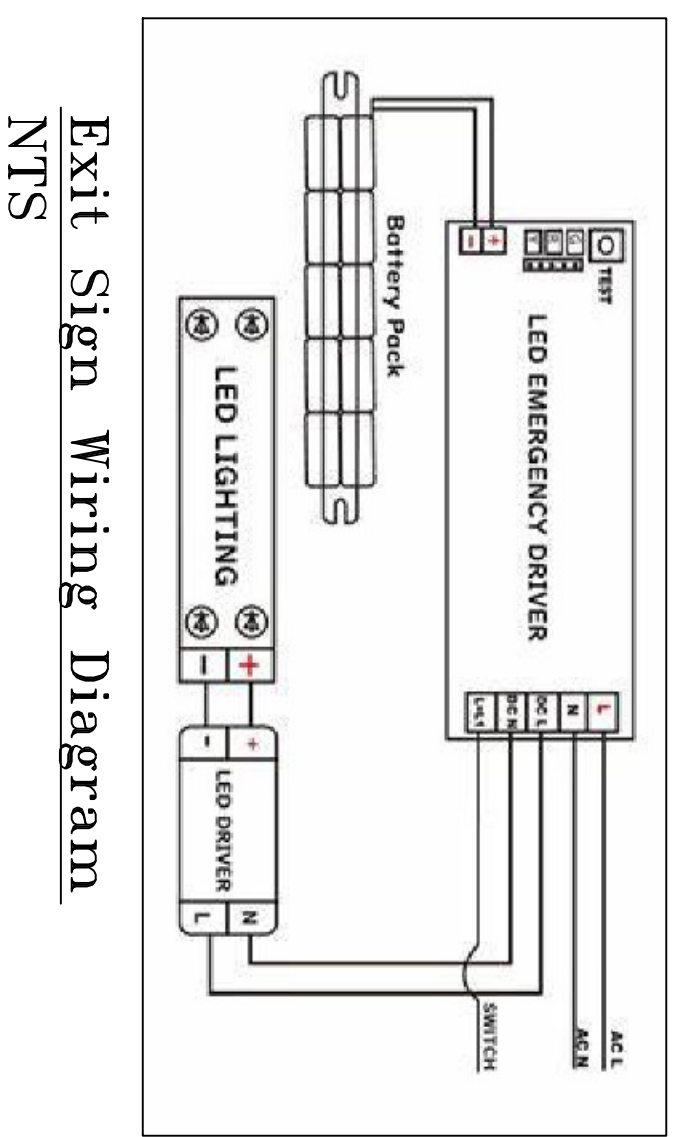 TEST
G
R
Y
+
-
LED EMERGENCY DRIVER
L
N
DC L
DC N
AC L
AC N
SWITCH
Battery Pack
LED LIGHTING
+
-
+
-
LED DRIVER
N
L
Exit Sign Wiring Diagram
NTS